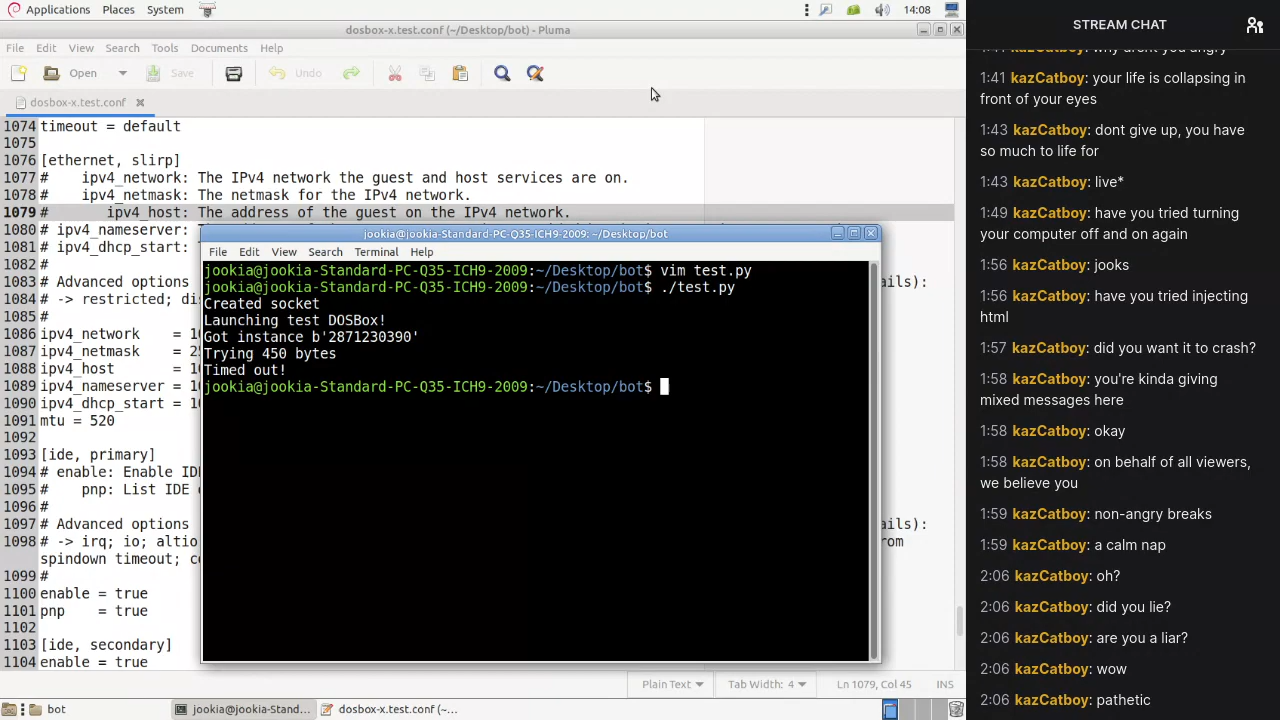 Applications Places System 14:08
dosbox-x.test.conf (~/Desktop/bot) - Pluma
File Edit View Search Tools Documents Help
Open Save Undo
dosbox-x.test.conf
1074 timeout = default
1075
1076 [ethernet, slirp]
1077 #    ipv4_network: The IPv4 network the guest and host services are on.
1078 #    ipv4_netmask: The netmask for the IPv4 network.
1079 #       ipv4_host: The address of the guest on the IPv4 network.
1080 # ipv4_nameserver:
1081 # ipv4_dhcp_start:
1082 #
1083 # Advanced options ails):
1084 # -> restricted;
1085 #
1086 ipv4_network    =
1087 ipv4_netmask    =
1088 ipv4_host       =
1089 ipv4_nameserver =
1090 ipv4_dhcp_start =
1091 mtu = 520
1092
1093 [ide, primary]
1094 # enable: Enable IDE
1095 #    pnp: List IDE
1096 #
1097 # Advanced options ails):
1098 # -> irq; io; altio rom
spindown timeout;
1099 #
1100 enable = true
1101 pnp    = true
1102
1103 [ide, secondary]
1104 enable = true
jookia@jookia-Standard-PC-Q35-ICH9-2009: ~/Desktop/bot
File Edit View Search Terminal Help
jookia@jookia-Standard-PC-Q35-ICH9-2009:~/Desktop/bot$ vim test.py
jookia@jookia-Standard-PC-Q35-ICH9-2009:~/Desktop/bot$ ./test.py
Created socket
Launching test DOSBox!
Got instance b'2871230390'
Trying 450 bytes
Timed out!
jookia@jookia-Standard-PC-Q35-ICH9-2009:~/Desktop/bot$
Plain Text Tab Width: 4 Ln 1079, Col 45 INS
bot jookia@jookia-Stand... dosbox-x.test.conf (~...
STREAM CHAT
1:41 kazCatboy: why arent you angry
1:41 kazCatboy: your life is collapsing in
front of your eyes
1:43 kazCatboy: dont give up, you have
so much to life for
1:43 kazCatboy: live*
1:49 kazCatboy: have you tried turning
your computer off and on again
1:56 kazCatboy: jooks
1:56 kazCatboy: have you tried injecting
html
1:57 kazCatboy: did you want it to crash?
1:58 kazCatboy: you're kinda giving
mixed messages here
1:58 kazCatboy: okay
1:58 kazCatboy: on behalf of all viewers,
we believe you
1:59 kazCatboy: non-angry breaks
1:59 kazCatboy: a calm nap
2:06 kazCatboy: oh?
2:06 kazCatboy: did you lie?
2:06 kazCatboy: are you a liar?
2:06 kazCatboy: wow
2:06 kazCatboy: pathetic